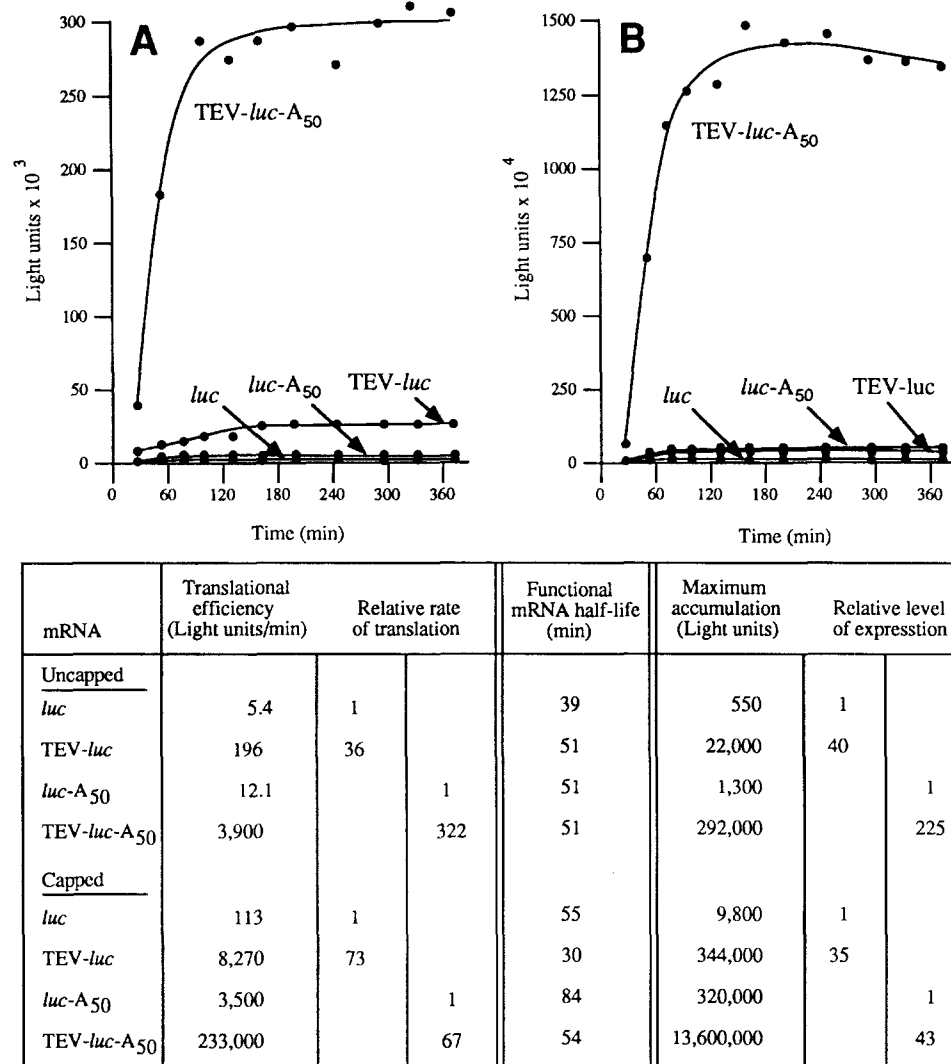 A
300
250
200
150
100
50
0
Light units x 10 3
TEV-luc-A50
luc
luc-A50
TEV-luc
0 60 120 180 240 300 360
Time (min)
B
1500
1250
1000
750
500
250
0
Light units x 10 4
TEV-luc-A50
luc
luc-A50
TEV-luc
0 60 120 180 240 300 360
Time (min)
mRNA
Translational
efficiency
(Light units/min)
Relative rate
of translation
Functional
mRNA half-life
(min)
Maximum
accumulation
(Light units)
Relative level
of expresstion
Uncapped
luc 5.4 1 39 550 1
TEV-luc 196 36 51 22,000 40
luc-A50 12.1 1 51 1,300 1
TEV-luc-A50 3,900 322 51 292,000 225
Capped
luc 113 1 55 9,800 1
TEV-luc 8,270 73 30 344,000 35
luc-A50 3,500 1 84 320,000 1
TEV-luc-A50 233,000 67 54 13,600,000 43